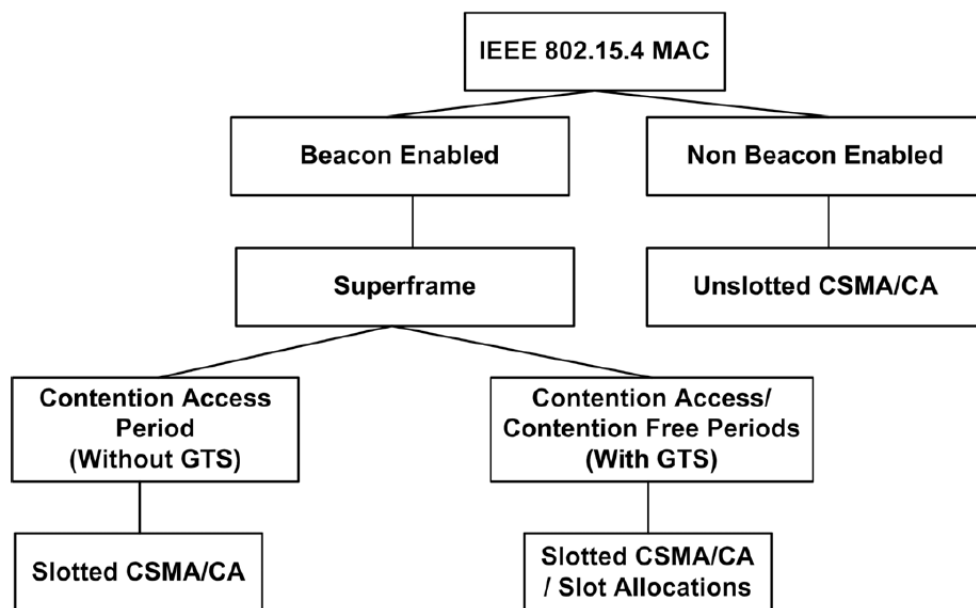 IEEE 802.15.4 MAC
Beacon Enabled
Non Beacon Enabled
Superframe
Unslotted CSMA/CA
Contention Access
Period
(Without GTS)
Contention Access/
Contention Free Periods
(With GTS)
Slotted CSMA/CA
Slotted CSMA/CA
/ Slot Allocations